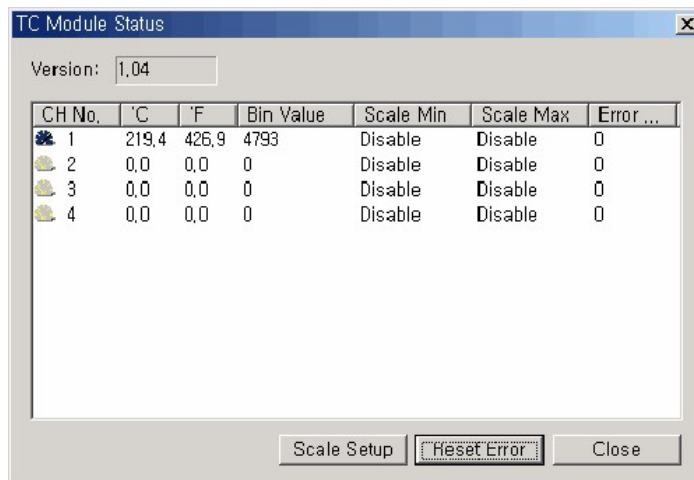 TC Module Status
Version: 1,04
CH No, 'C 'F Bin Value Scale Min Scale Max Error ...
1 219,4 426,9 4793 Disable Disable 0
2 0,0 0,0 0 Disable Disable 0
3 0,0 0,0 0 Disable Disable 0
4 0,0 0,0 0 Disable Disable 0
Scale Setup Reset Error Close